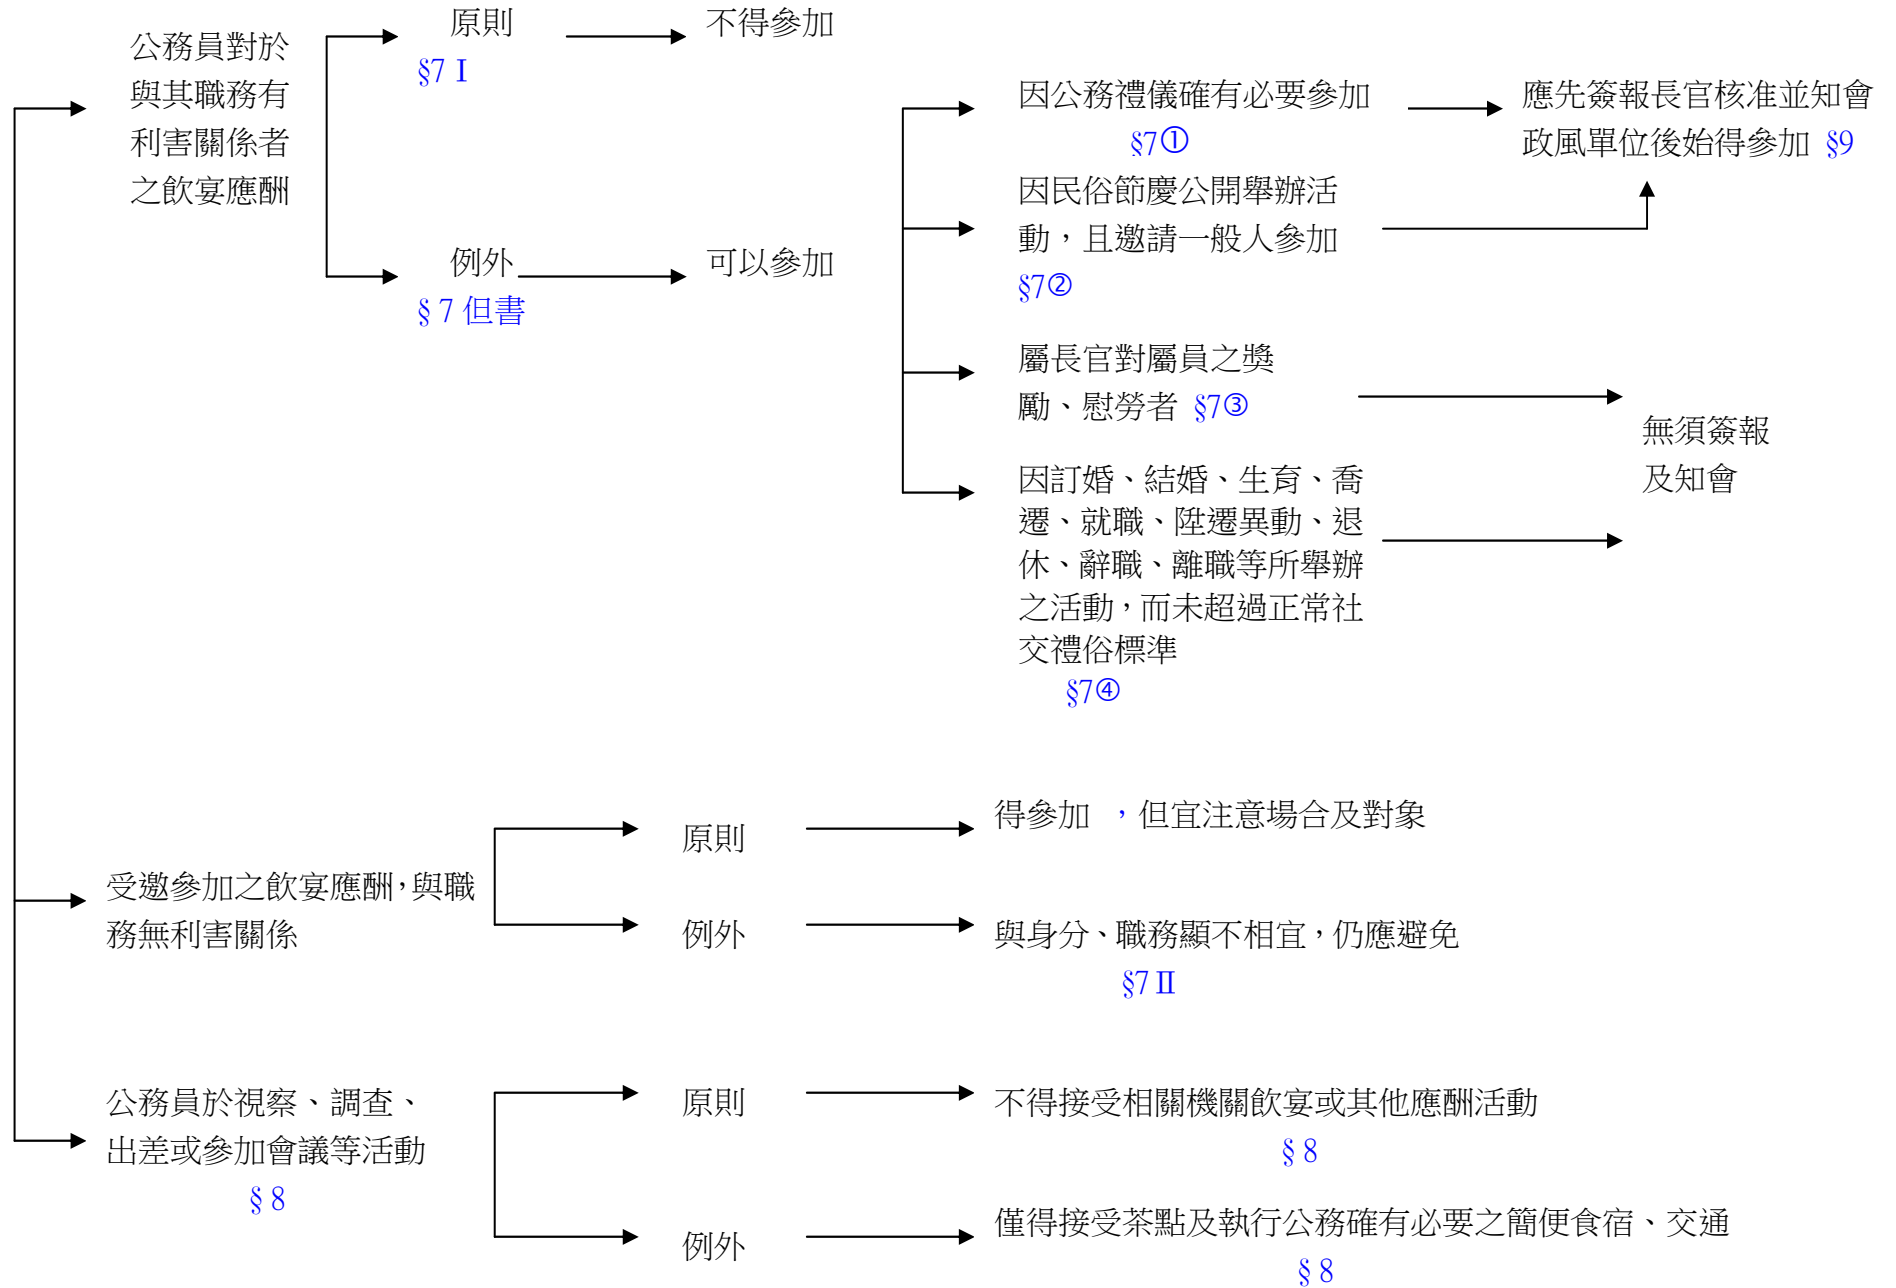 公務員對於
與其職務有
利害關係者
之飲宴應酬
原則
§7 I
不得參加
例外
§ 7 但書
可以參加
因公務禮儀確有必要參加
§7①
應先簽報長官核准並知會
政風單位後始得參加 §9
因民俗節慶公開舉辦活
動，且邀請一般人參加
§7②
屬長官對屬員之獎
勵、慰勞者 §7③
無須簽報
及知會
因訂婚、結婚、生育、喬
遷、就職、陞遷異動、退
休、辭職、離職等所舉辦
之活動，而未超過正常社
交禮俗標準
§7④
受邀參加之飲宴應酬，與職
務無利害關係
原則
得參加 ，但宜注意場合及對象
例外
與身分、職務顯不相宜，仍應避免
§7 II
公務員於視察、調查、
出差或參加會議等活動
§ 8
原則
不得接受相關機關飲宴或其他應酬活動
§ 8
例外
僅得接受茶點及執行公務確有必要之簡便食宿、交通
§ 8